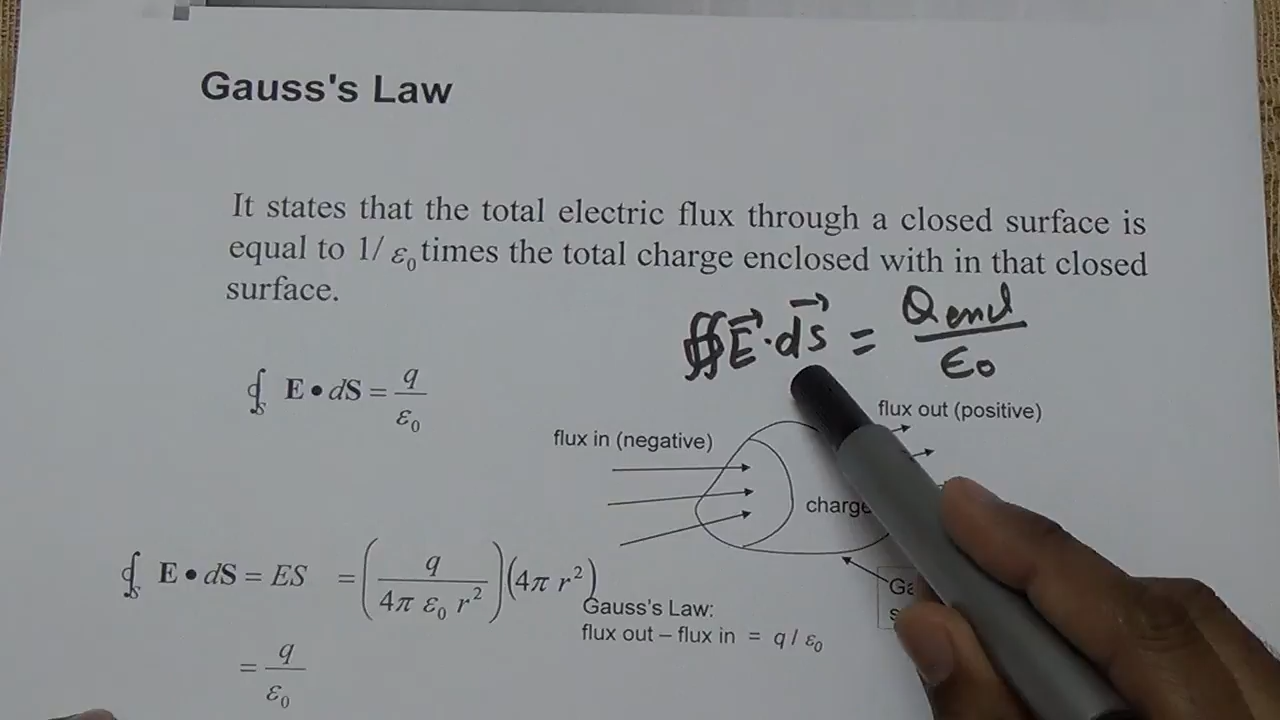 Gauss's Law
It states that the total electric flux through a closed surface is
equal to 1/ ε₀ times the total charge enclosed with in that closed
surface.
∯ E⃗ · dS⃗ = Qencl / ε₀
∮S E • dS = q / ε₀
flux out (positive)
flux in (negative)
charge
∮S E • dS = ES = (q / 4π ε₀ r²) (4π r²)
Gauss's Law:
flux out – flux in = q / ε₀
= q / ε₀